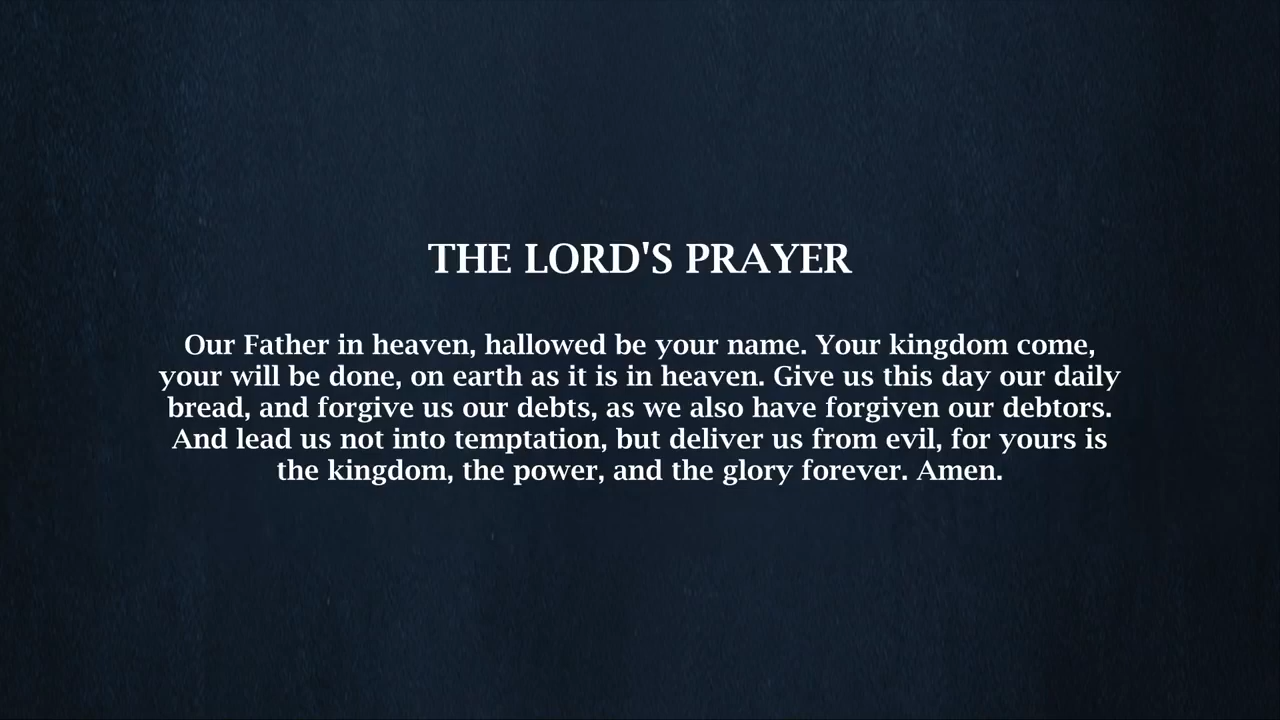 THE LORD'S PRAYER
Our Father in heaven, hallowed be your name. Your kingdom come,
your will be done, on earth as it is in heaven. Give us this day our daily
bread, and forgive us our debts, as we also have forgiven our debtors.
And lead us not into temptation, but deliver us from evil, for yours is
the kingdom, the power, and the glory forever. Amen.